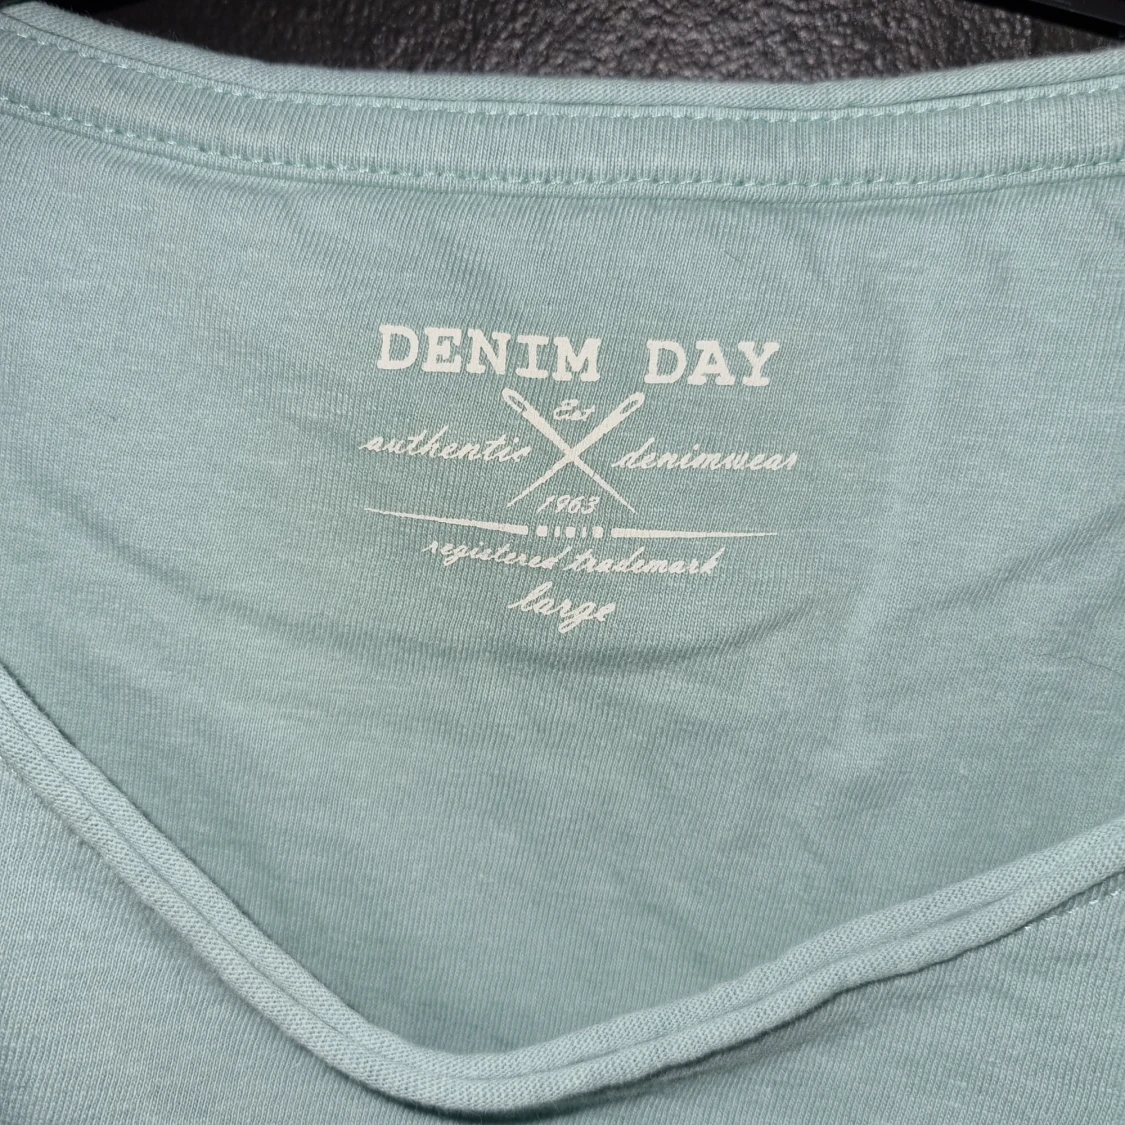 DENIM DAY
Est
authentic denimwear
1963
registered trademark
large